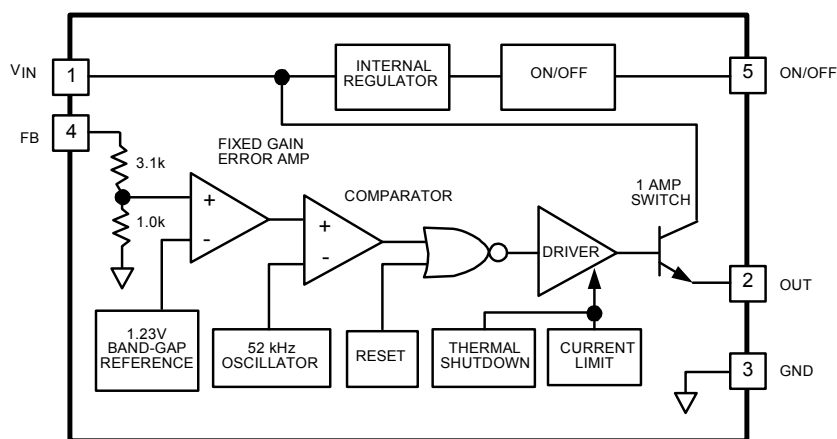 VIN
1
INTERNAL
REGULATOR
ON/OFF
5
ON/OFF
FB
4
3.1k
1.0k
FIXED GAIN
ERROR AMP
+
-
COMPARATOR
+
-
DRIVER
1 AMP
SWITCH
2
OUT
1.23V
BAND-GAP
REFERENCE
52 kHz
OSCILLATOR
RESET
THERMAL
SHUTDOWN
CURRENT
LIMIT
3
GND